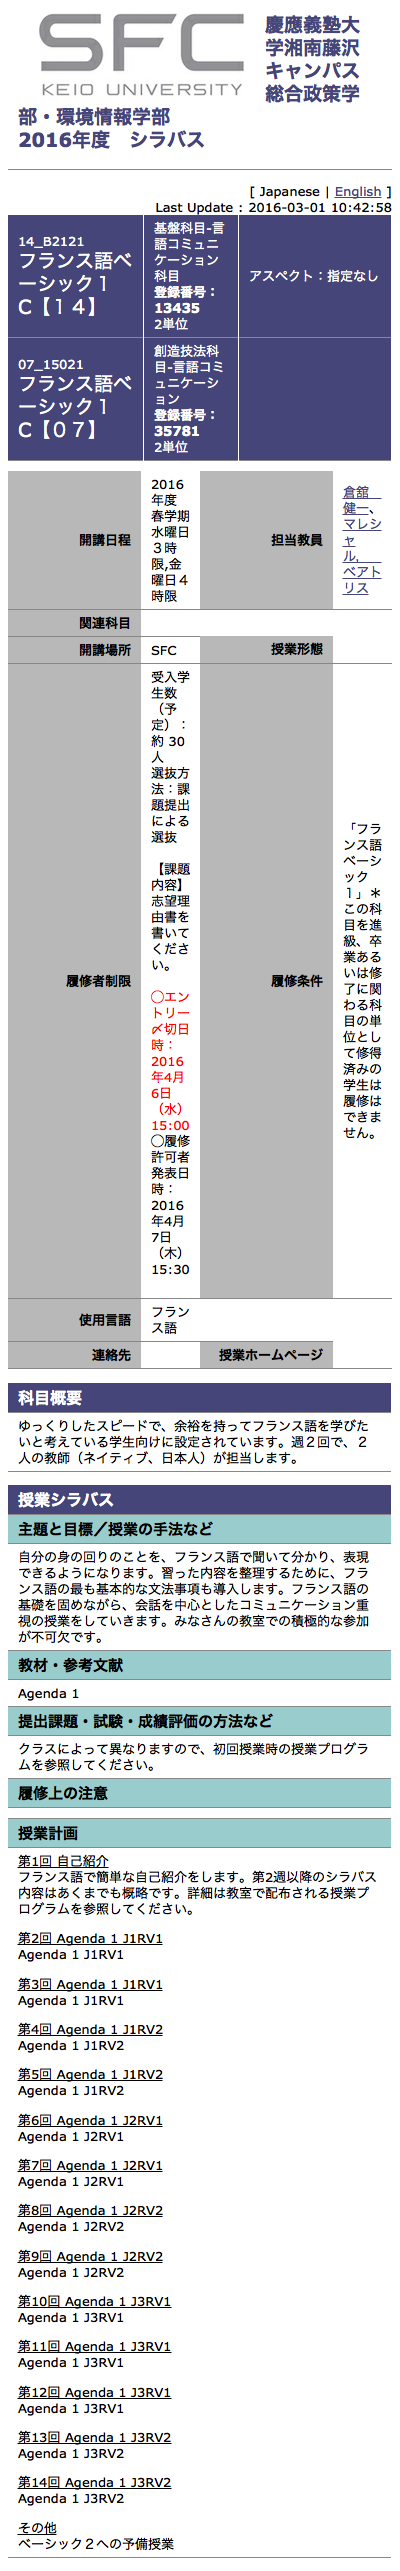 SFC
KEIO UNIVERSITY
慶應義塾大
学湘南藤沢
キャンパス
総合政策学
部・環境情報学部
2016年度　シラバス
[ Japanese | English ]
Last Update : 2016-03-01 10:42:58
14_B2121
フランス語ベ
ーシック１
C【１４】
基盤科目-言
語コミュニ
ケーション
科目
登録番号：
13435
2単位
アスペクト：指定なし
07_15021
フランス語ベ
ーシック１
C【０７】
創造技法科
目-言語コミ
ュニケーシ
ョン
登録番号：
35781
2単位
開講日程
2016
年度
春学期
水曜日
３時
限,金
曜日４
時限
担当教員
倉舘　
健一、
マレシ
ャ
ル,　
ベアト
リス
関連科目
開講場所
SFC
授業形態
履修者制限
受入学
生数
（予
定）：
約 30
人
選抜方
法：課
題提出
による
選抜
【課題
内容】
志望理
由書を
書いて
くださ
い。
◯エン
トリー
〆切日
時：
2016
年4月
6日
（水）
15:00
◯履修
許可者
発表日
時：
2016
年4月
7日
（木）
15:30
履修条件
「フラ
ンス語
ベーシ
ック
１」＊
この科
目を進
級、卒
業ある
いは修
了に関
わる科
目の単
位とし
て修得
済みの
学生は
履修は
できま
せん。
使用言語
フラン
ス語
連絡先
授業ホームページ
科目概要
ゆっくりしたスピードで、余裕を持ってフランス語を学びた
いと考えている学生向けに設定されています。週２回で、２
人の教師（ネイティブ、日本人）が担当します。
授業シラバス
主題と目標／授業の手法など
自分の身の回りのことを、フランス語で聞いて分かり、表現
できるようになります。習った内容を整理するために、フラ
ンス語の最も基本的な文法事項も導入します。フランス語の
基礎を固めながら、会話を中心としたコミュニケーション重
視の授業をしていきます。みなさんの教室での積極的な参加
が不可欠です。
教材・参考文献
Agenda 1
提出課題・試験・成績評価の方法など
クラスによって異なりますので、初回授業時の授業プログラ
ムを参照してください。
履修上の注意
授業計画
第1回 自己紹介
フランス語で簡単な自己紹介をします。第2週以降のシラバス
内容はあくまでも概略です。詳細は教室で配布される授業プ
ログラムを参照してください。
第2回 Agenda 1 J1RV1
Agenda 1 J1RV1
第3回 Agenda 1 J1RV1
Agenda 1 J1RV1
第4回 Agenda 1 J1RV2
Agenda 1 J1RV2
第5回 Agenda 1 J1RV2
Agenda 1 J1RV2
第6回 Agenda 1 J2RV1
Agenda 1 J2RV1
第7回 Agenda 1 J2RV1
Agenda 1 J2RV1
第8回 Agenda 1 J2RV2
Agenda 1 J2RV2
第9回 Agenda 1 J2RV2
Agenda 1 J2RV2
第10回 Agenda 1 J3RV1
Agenda 1 J3RV1
第11回 Agenda 1 J3RV1
Agenda 1 J3RV1
第12回 Agenda 1 J3RV1
Agenda 1 J3RV1
第13回 Agenda 1 J3RV2
Agenda 1 J3RV2
第14回 Agenda 1 J3RV2
Agenda 1 J3RV2
その他
ベーシック２への予備授業